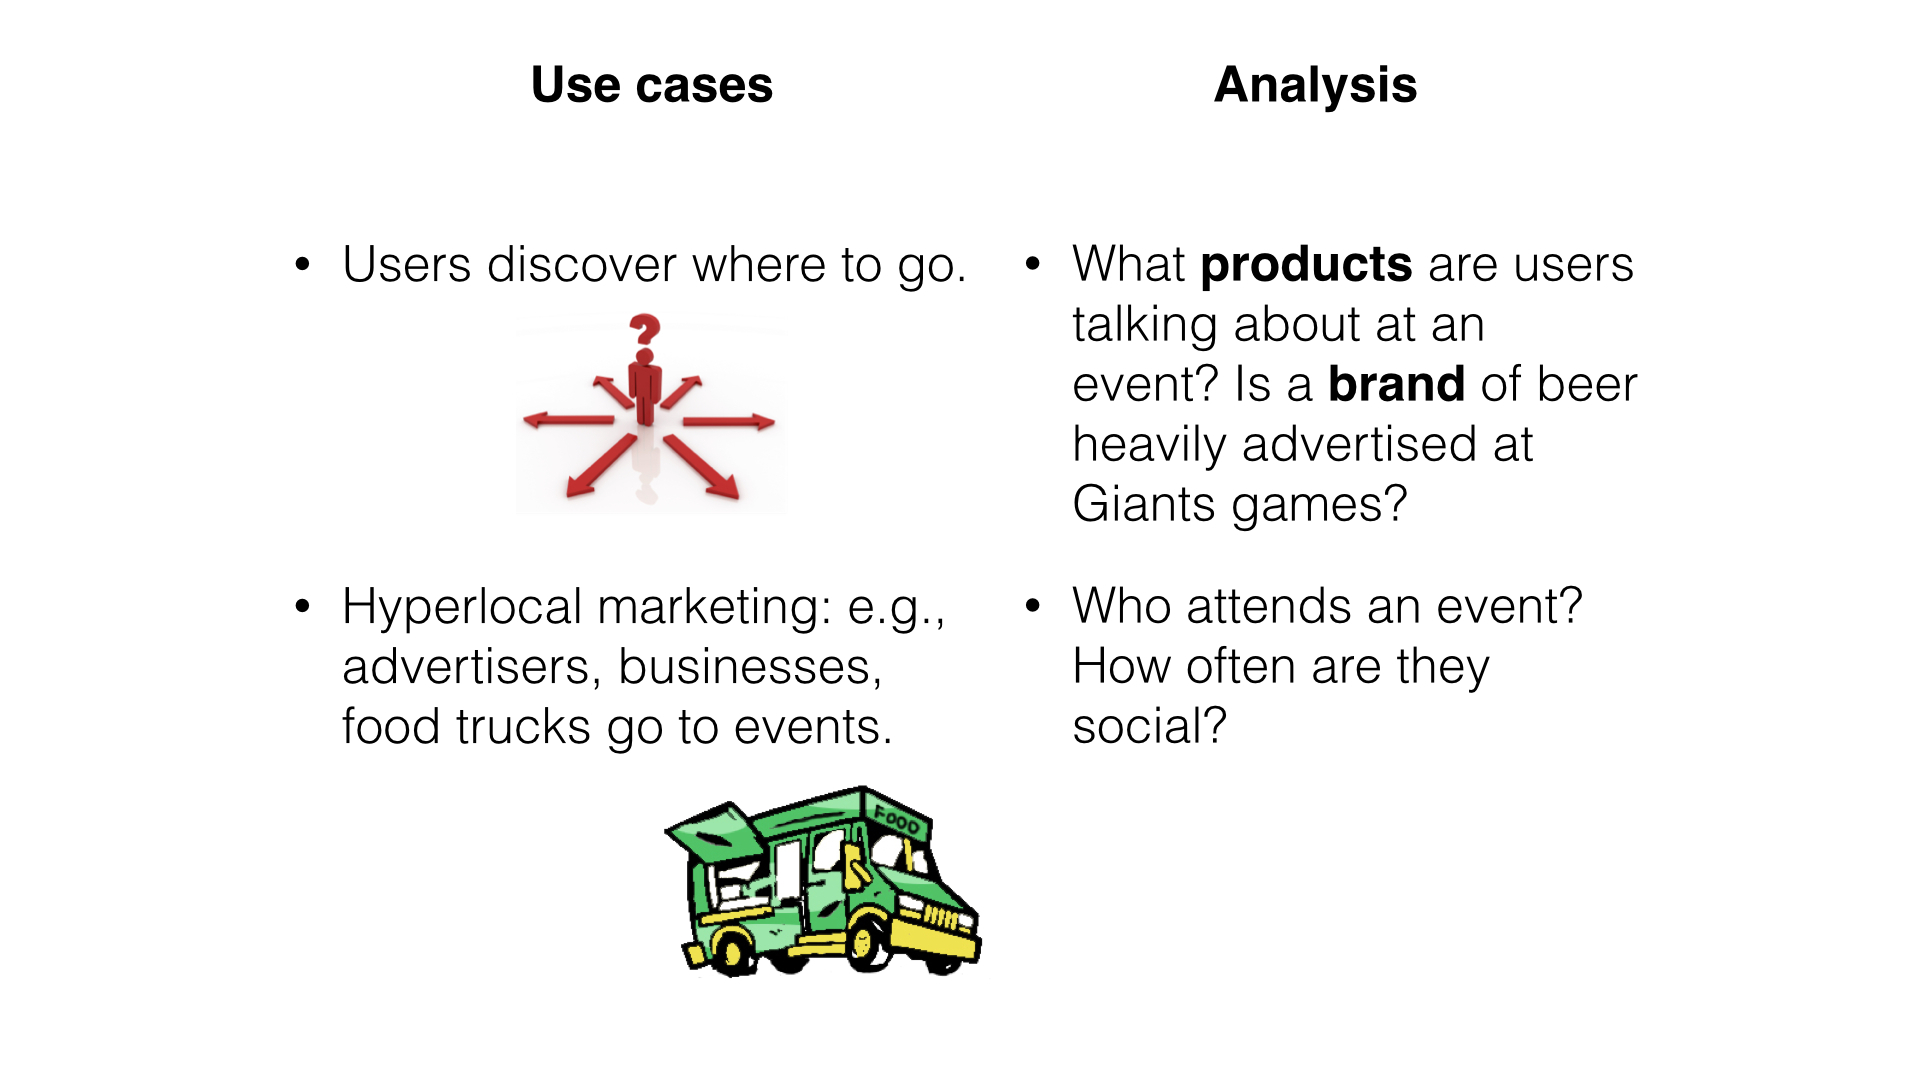 Use cases
Analysis
• Users discover where to go.
?
• Hyperlocal marketing: e.g.,
advertisers, businesses,
food trucks go to events.
FOOD
• What products are users
talking about at an
event? Is a brand of beer
heavily advertised at
Giants games?
• Who attends an event?
How often are they
social?